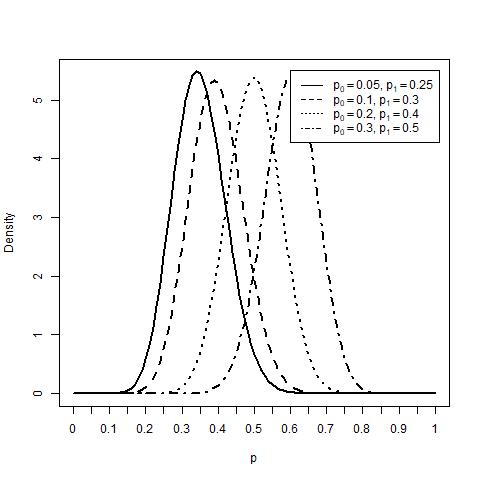 p₀ = 0.05, p₁ = 0.25
p₀ = 0.1, p₁ = 0.3
p₀ = 0.2, p₁ = 0.4
p₀ = 0.3, p₁ = 0.5
Density
5
4
3
2
1
0
0 0.1 0.2 0.3 0.4 0.5 0.6 0.7 0.8 0.9 1
p